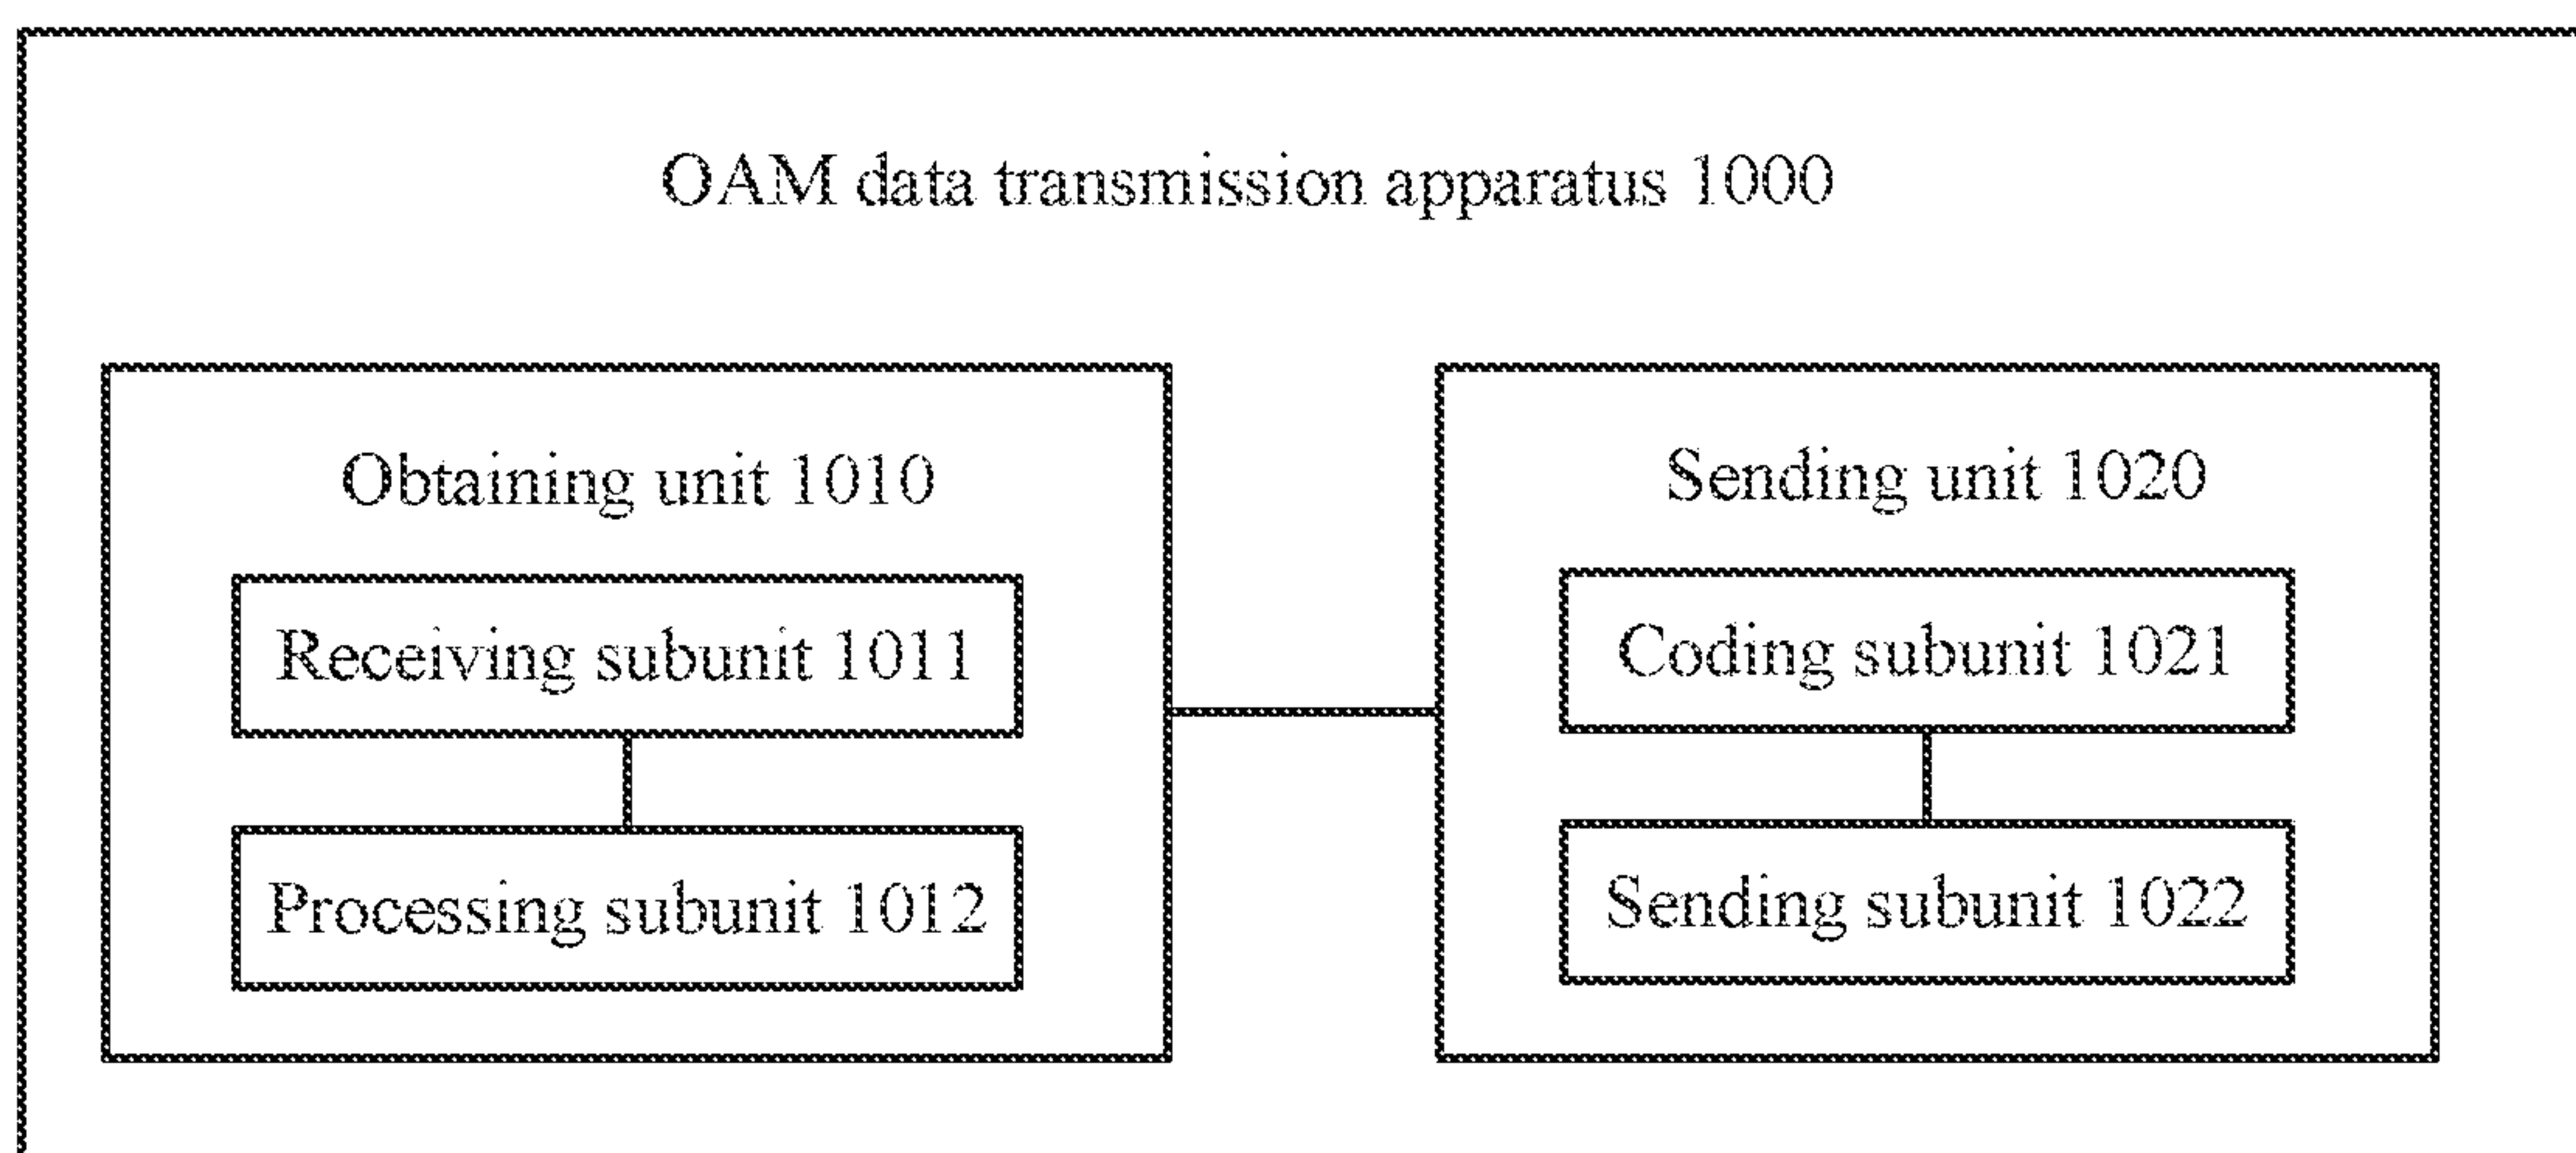 OAM data transmission apparatus 1000
Obtaining unit 1010
Receiving subunit 1011
Processing subunit 1012
Sending unit 1020
Coding subunit 1021
Sending subunit 1022